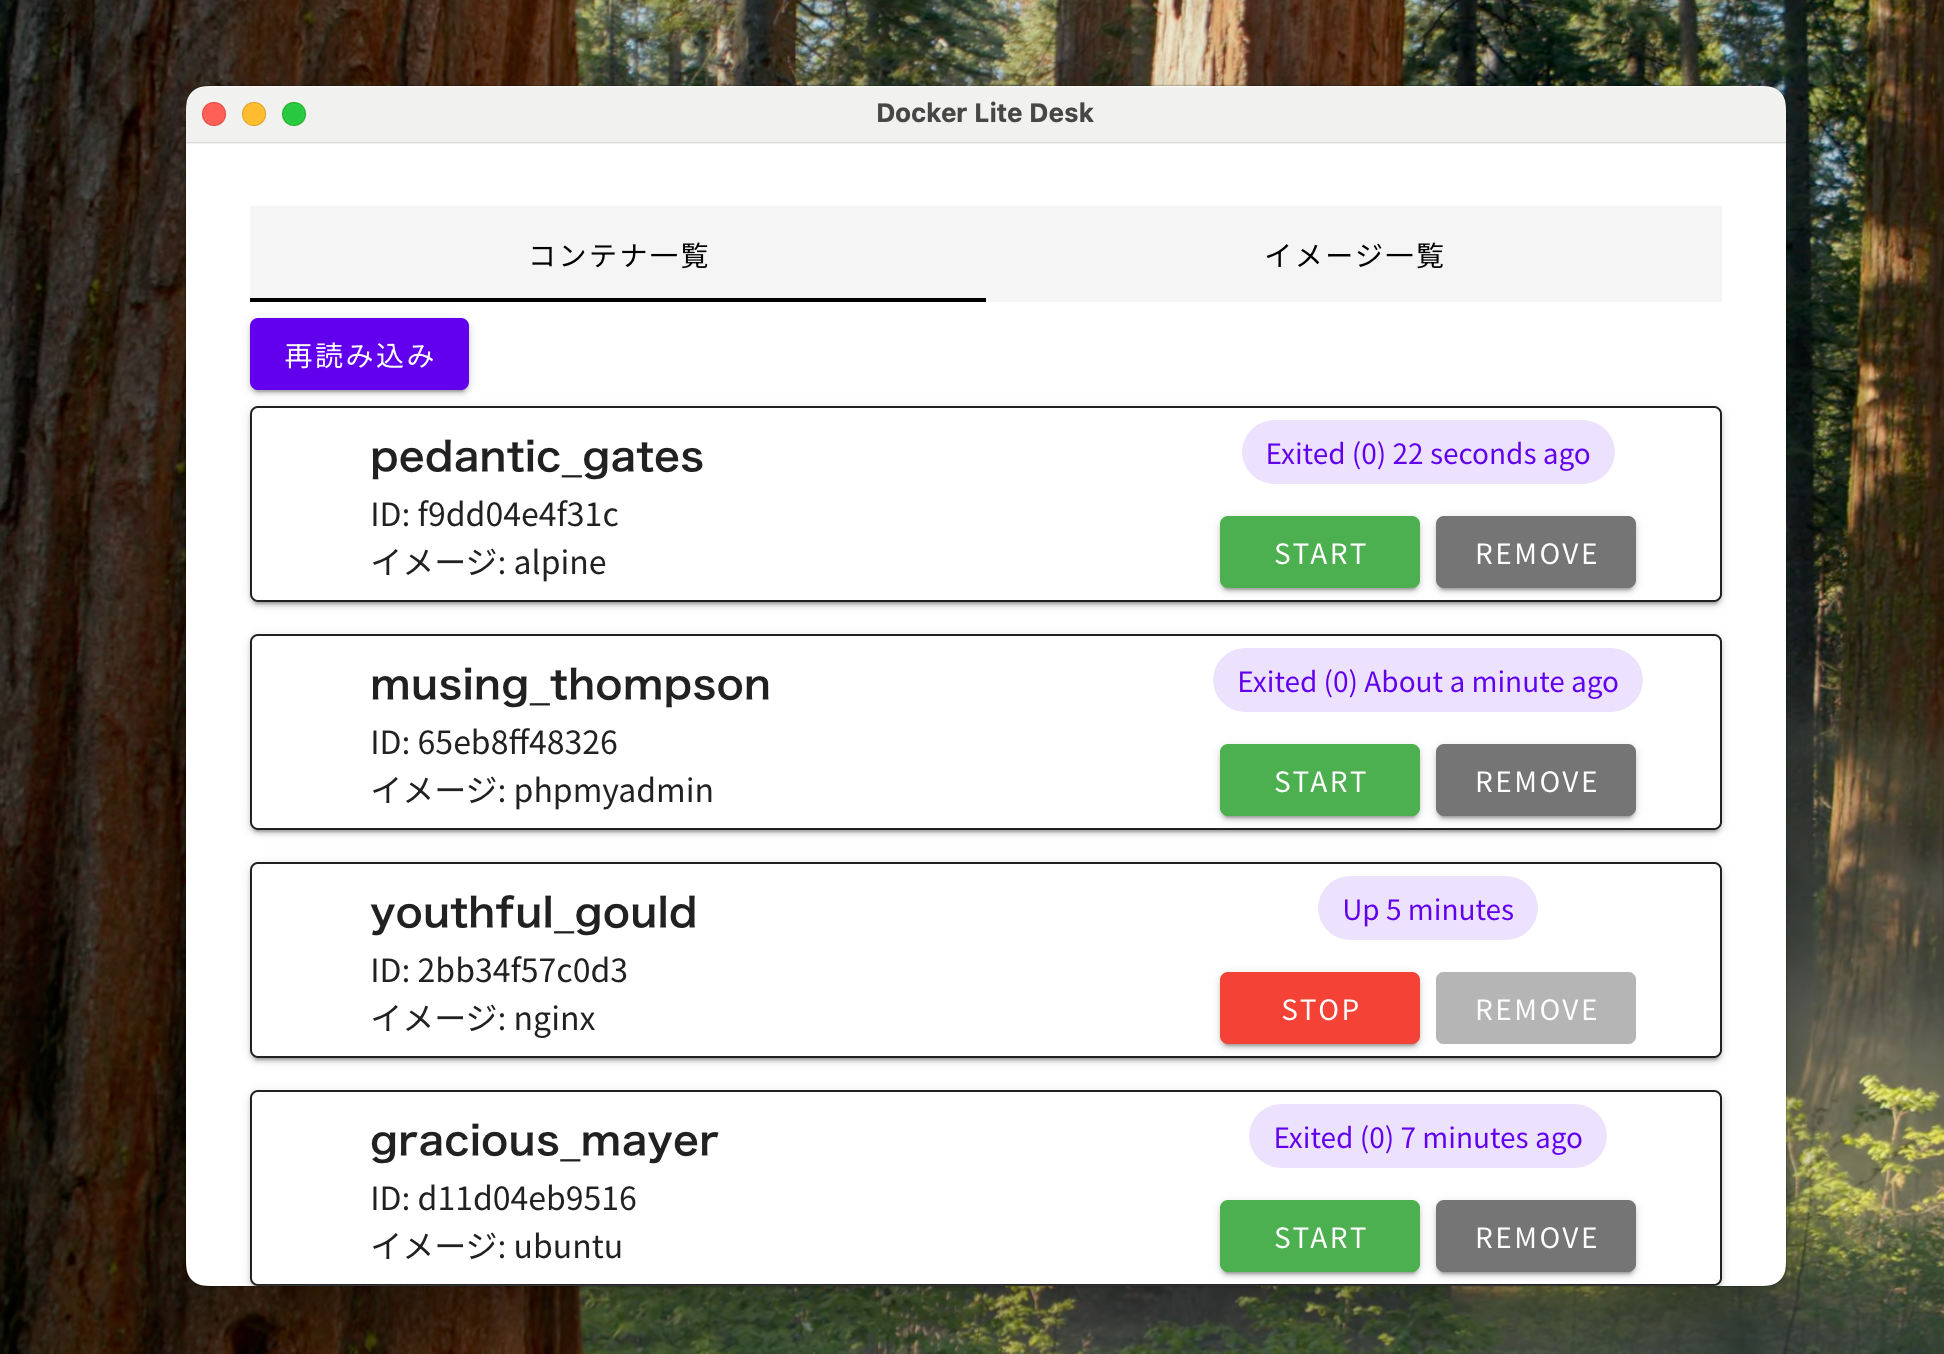 Docker Lite Desk
コンテナ一覧
イメージ一覧
再読み込み
pedantic_gates
Exited (0) 22 seconds ago
ID: f9dd04e4f31c
イメージ: alpine
START
REMOVE
musing_thompson
Exited (0) About a minute ago
ID: 65eb8ff48326
イメージ: phpmyadmin
START
REMOVE
youthful_gould
Up 5 minutes
ID: 2bb34f57c0d3
イメージ: nginx
STOP
REMOVE
gracious_mayer
Exited (0) 7 minutes ago
ID: d11d04eb9516
イメージ: ubuntu
START
REMOVE